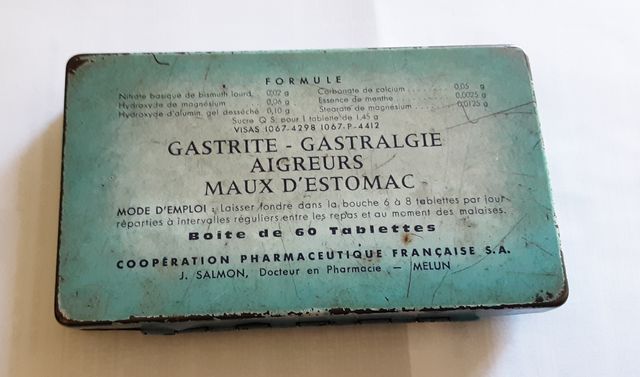 FORMULE
Nitrate basique de bismuth lourd. 0,02 g Carbonate de calcium ......... 0,05 g
Hydroxyde de magnésium 0,06 g Essence de menthe ......... 0,0025 g
Hydroxyde d'alumin. gel desséché 0,10 g Stéarate de magnésium ....... 0,0125 g
Sucre Q S. pour 1 tablette de 1,45 g
VISAS 1067-4298 1067-P-4412
GASTRITE - GASTRALGIE
AIGREURS
MAUX D'ESTOMAC
MODE D'EMPLOI : Laisser fondre dans la bouche 6 à 8 tablettes par jour
réparties à intervalles réguliers entre les repas et au moment des malaises.
Boite de 60 Tablettes
COOPÉRATION PHARMACEUTIQUE FRANÇAISE S.A.
J. SALMON, Docteur en Pharmacie - MELUN